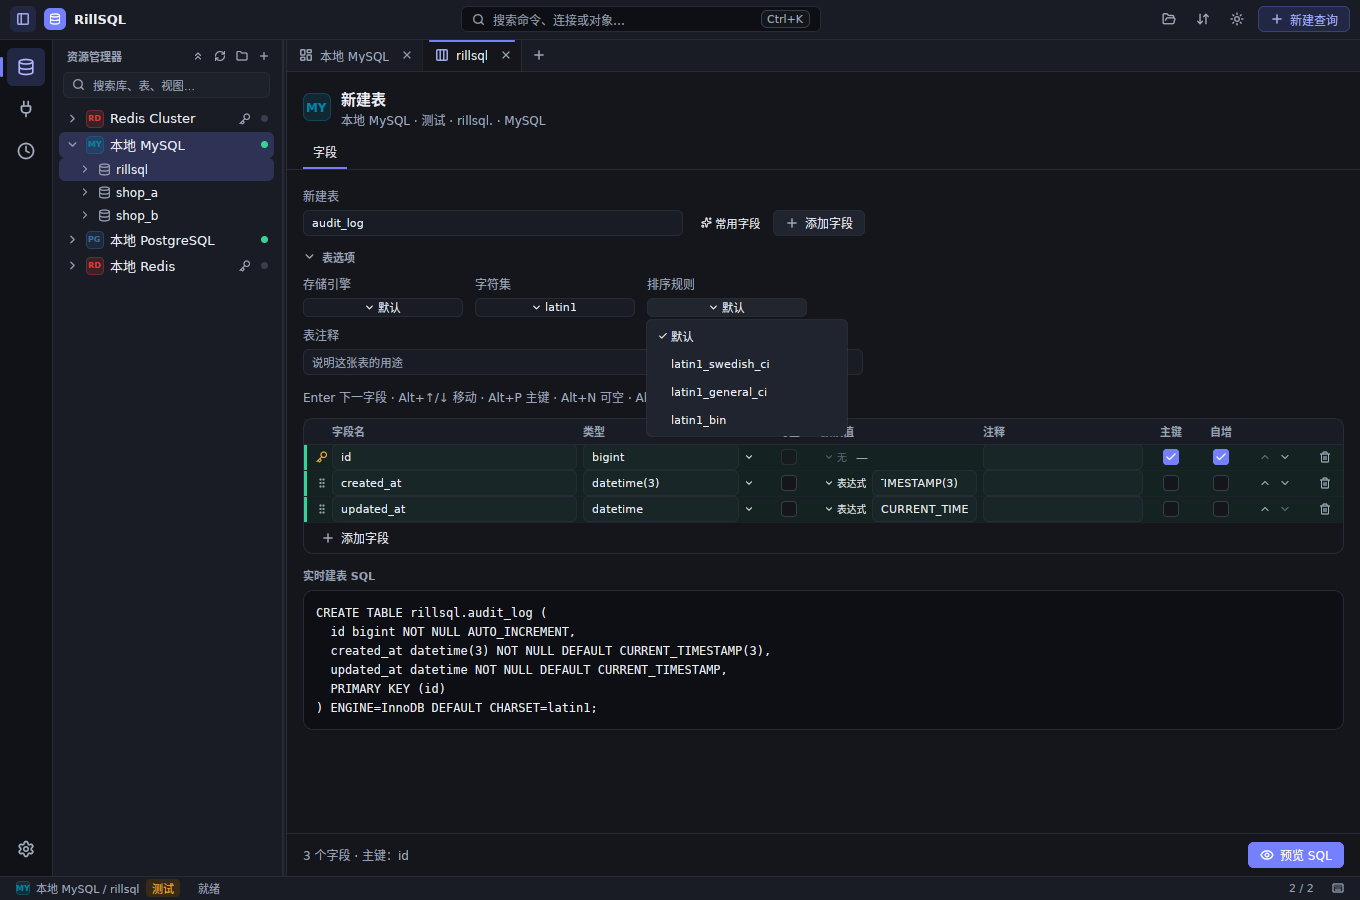 RillSQL
搜索命令、连接或对象…
Ctrl+K
新建查询
资源管理器
搜索库、表、视图…
RD Redis Cluster
MY 本地 MySQL
rillsql
shop_a
shop_b
PG 本地 PostgreSQL
RD 本地 Redis
本地 MySQL
rillsql
MY
新建表
本地 MySQL · 测试 · rillsql. · MySQL
字段
新建表
audit_log
常用字段
添加字段
表选项
存储引擎 字符集 排序规则
默认 latin1 默认
默认
latin1_swedish_ci
latin1_general_ci
latin1_bin
表注释
说明这张表的用途
Enter 下一字段 · Alt+↑/↓ 移动 · Alt+P 主键 · Alt+N 可空 ·
字段名 类型 值 注释 主键 自增
id bigint 无 —
created_at datetime(3) 表达式 IMESTAMP(3)
updated_at datetime 表达式 CURRENT_TIME
添加字段
实时建表 SQL
CREATE TABLE rillsql.audit_log (
id bigint NOT NULL AUTO_INCREMENT,
created_at datetime(3) NOT NULL DEFAULT CURRENT_TIMESTAMP(3),
updated_at datetime NOT NULL DEFAULT CURRENT_TIMESTAMP,
PRIMARY KEY (id)
) ENGINE=InnoDB DEFAULT CHARSET=latin1;
3 个字段 · 主键：id
预览 SQL
MY 本地 MySQL / rillsql 测试 就绪
2 / 2